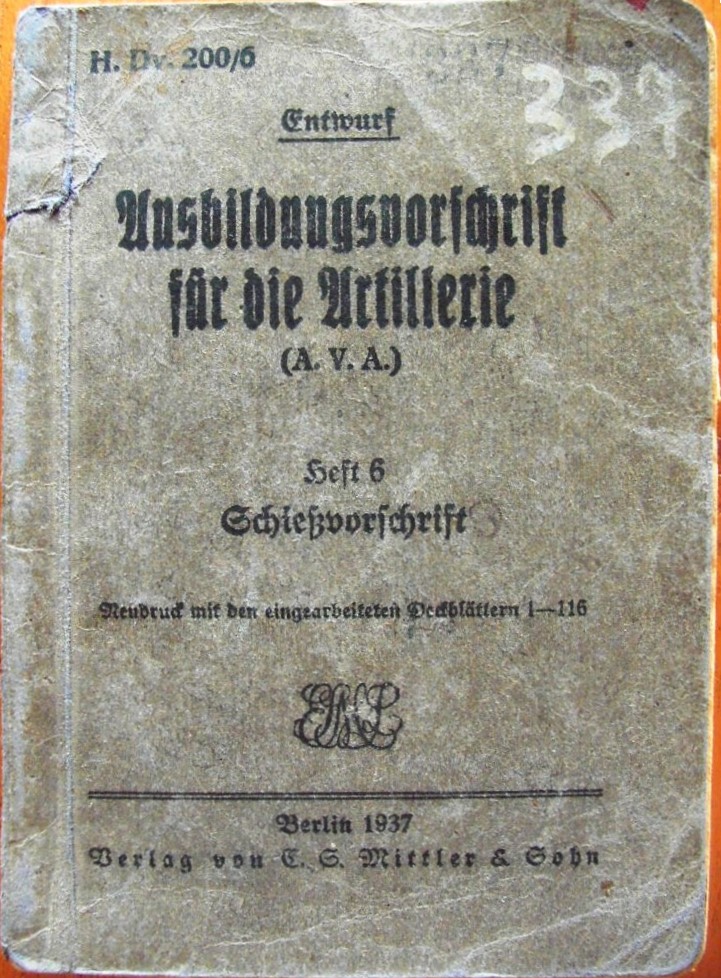 H. Dv. 200/6
337
Entwurf
Ausbildungsvorschrift
für die Artillerie
(A. V. A.)
Heft 6
Schießvorschrift
Neudruck mit den eingearbeiteten Deckblättern 1—116
Berlin 1937
Verlag von E. S. Mittler & Sohn